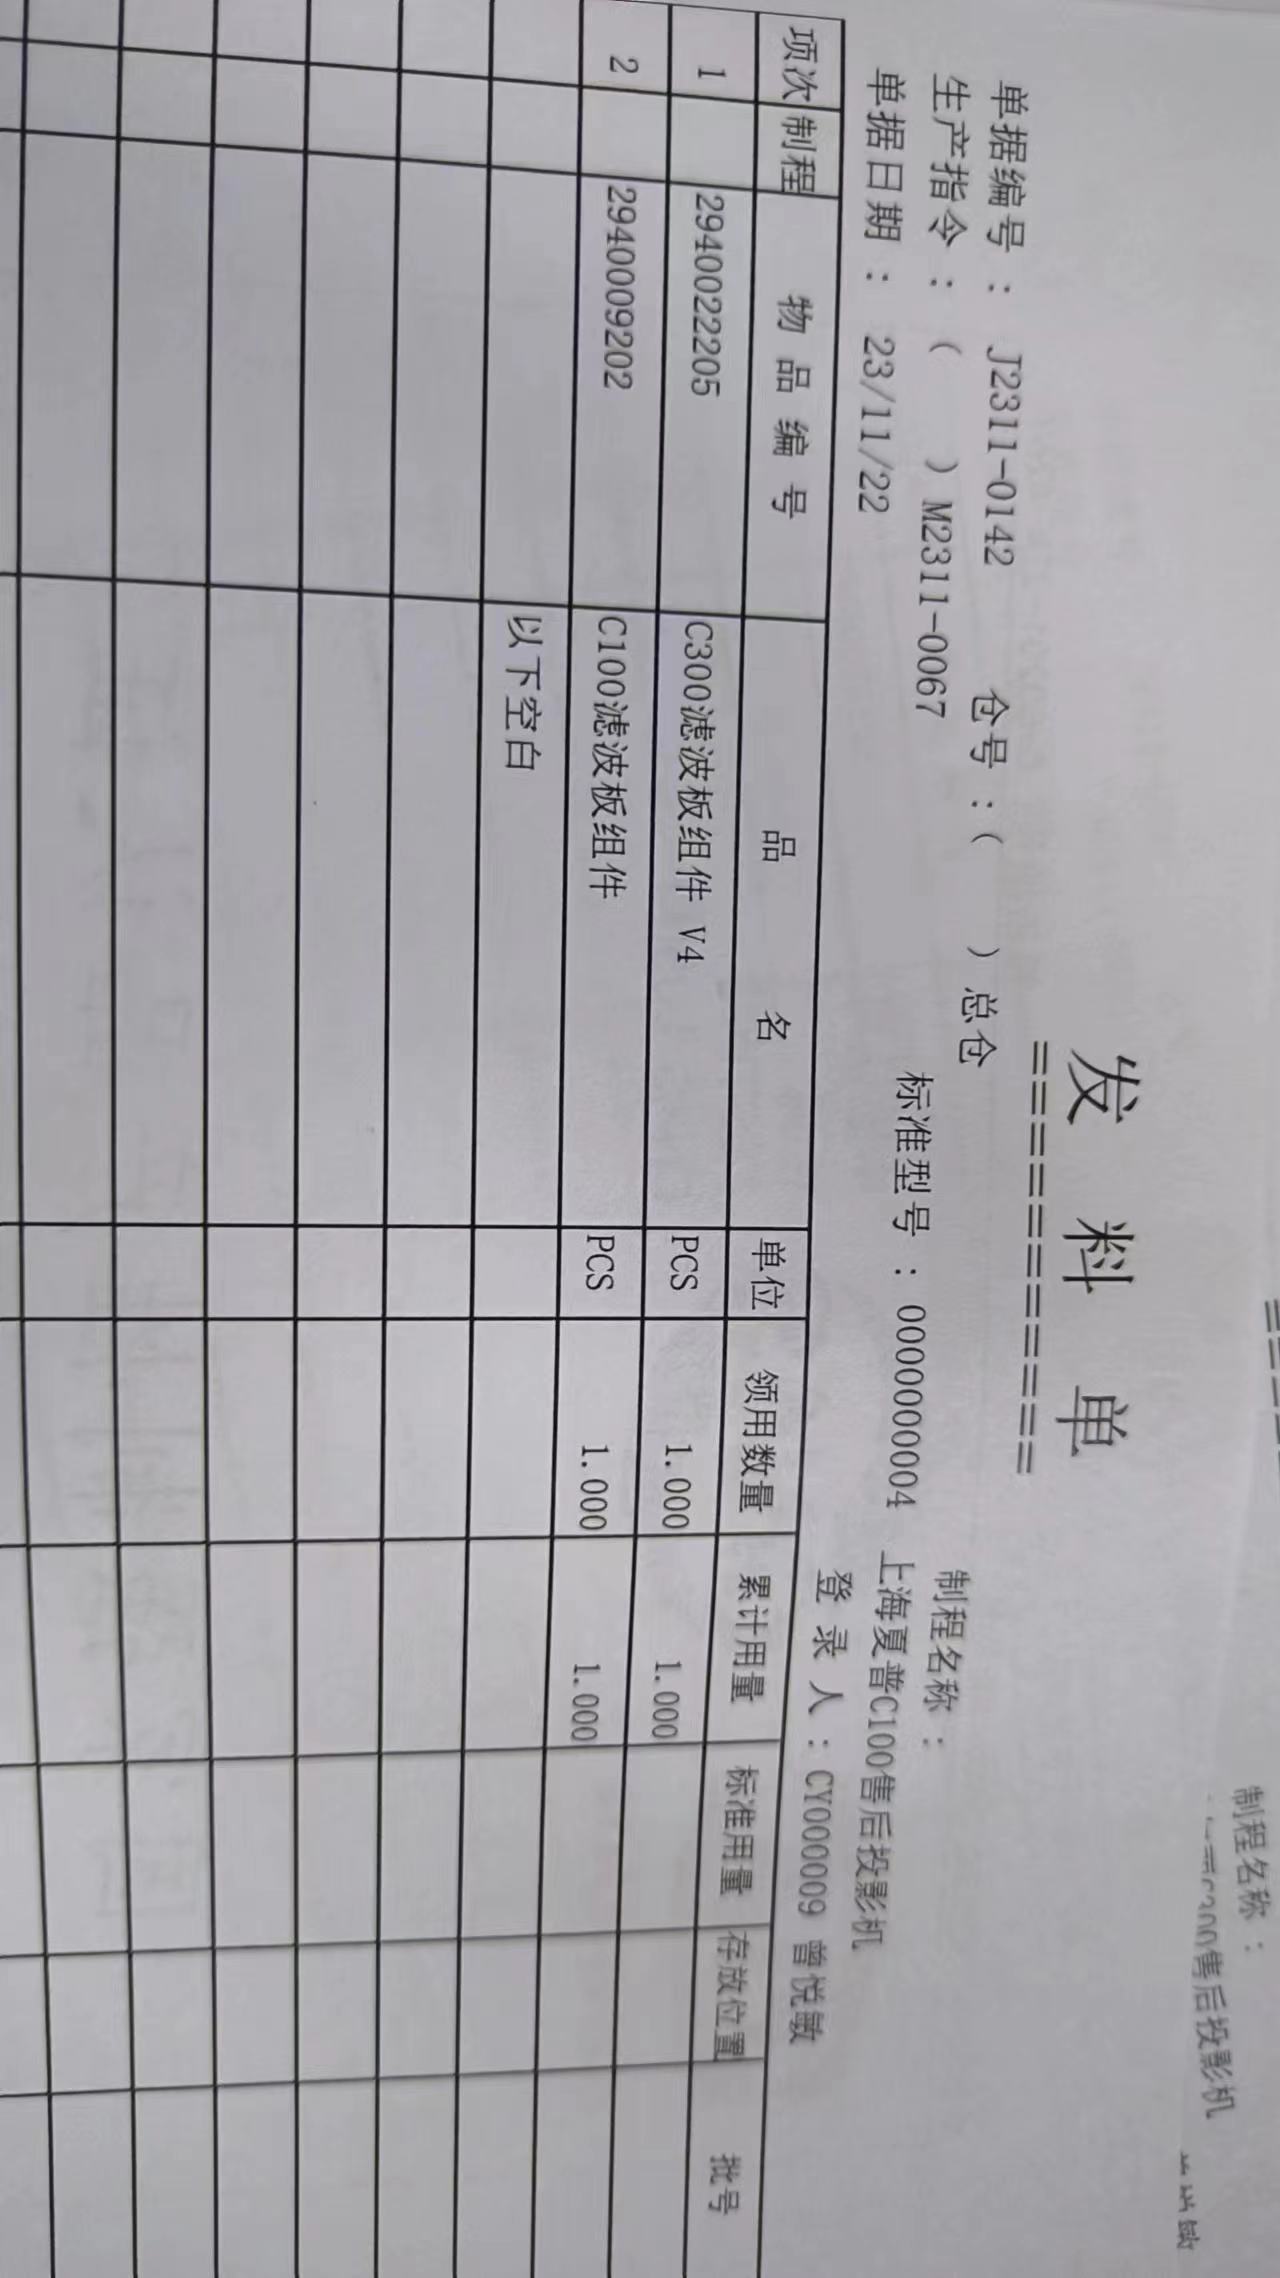 制程名称 :
C300售后投影机
敏
发 料 单
===========
单据编号 : J2311-0142 仓号 :( )总仓
生产指令 : ( )M2311-0067 标准型号 : 0000000004
单据日期 : 23/11/22
制程名称 :
上海夏普C100售后投影机
登 录 人 : CY000009 曾悦敏
项次 制程 物 品 编 号 品 名 单位 领用数量 累计用量 标准用量 存放位置 批号
1 2940022205 C300滤波板组件 V4 PCS 1.000 1.000
2 2940009202 C100滤波板组件 PCS 1.000 1.000
以下空白